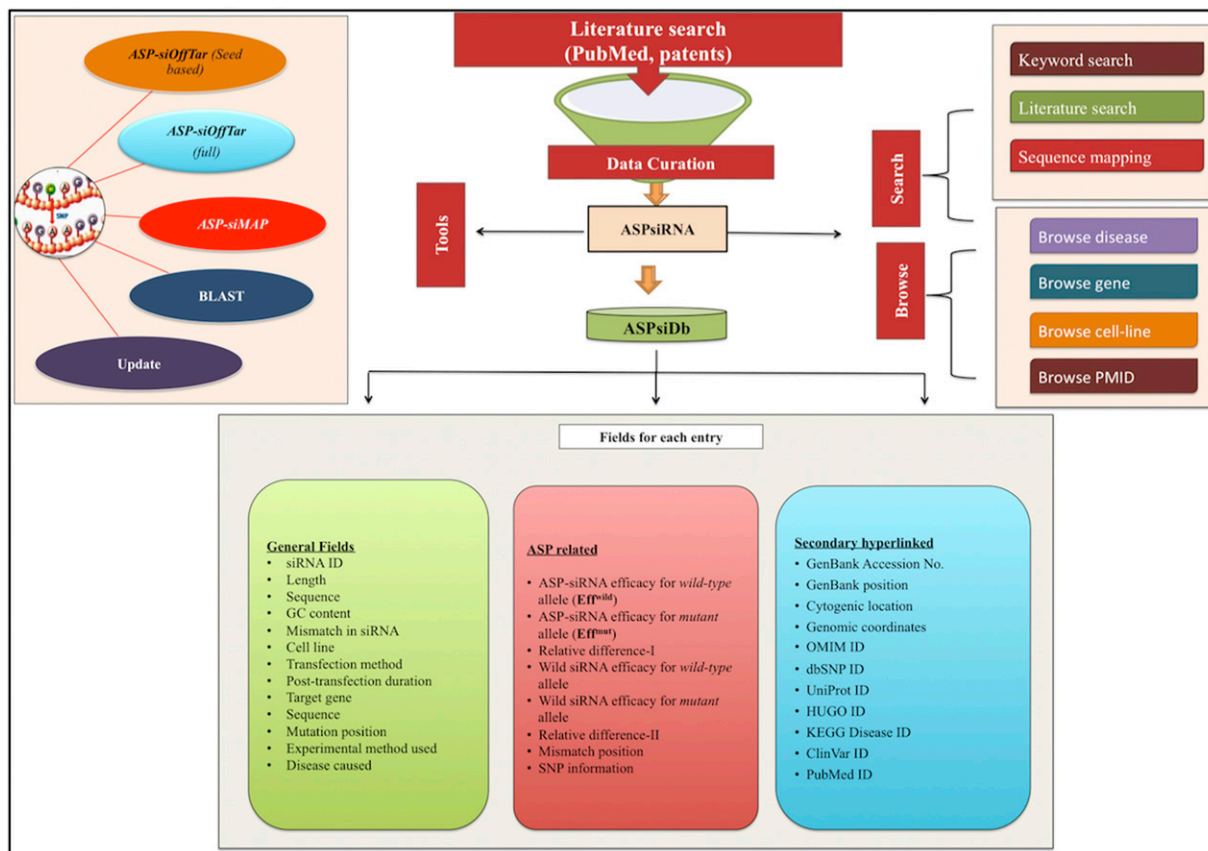 ASP-siOffTar (Seed
based)
ASP-siOffTar
(full)
SNP
ASP-siMAP
BLAST
Update
Literature search
(PubMed, patents)
Data Curation
Tools
ASPsiRNA
ASPsiDb
Search
Browse
Keyword search
Literature search
Sequence mapping
Browse disease
Browse gene
Browse cell-line
Browse PMID
Fields for each entry
General Fields
• siRNA ID
• Length
• Sequence
• GC content
• Mismatch in siRNA
• Cell line
• Transfection method
• Post-transfection duration
• Target gene
• Sequence
• Mutation position
• Experimental method used
• Disease caused
ASP related
• ASP-siRNA efficacy for wild-type
allele (Eff^wild)
• ASP-siRNA efficacy for mutant
allele (Eff^mut)
• Relative difference-I
• Wild siRNA efficacy for wild-type
allele
• Wild siRNA efficacy for mutant
allele
• Relative difference-II
• Mismatch position
• SNP information
Secondary hyperlinked
• GenBank Accession No.
• GenBank position
• Cytogenic location
• Genomic coordinates
• OMIM ID
• dbSNP ID
• UniProt ID
• HUGO ID
• KEGG Disease ID
• ClinVar ID
• PubMed ID